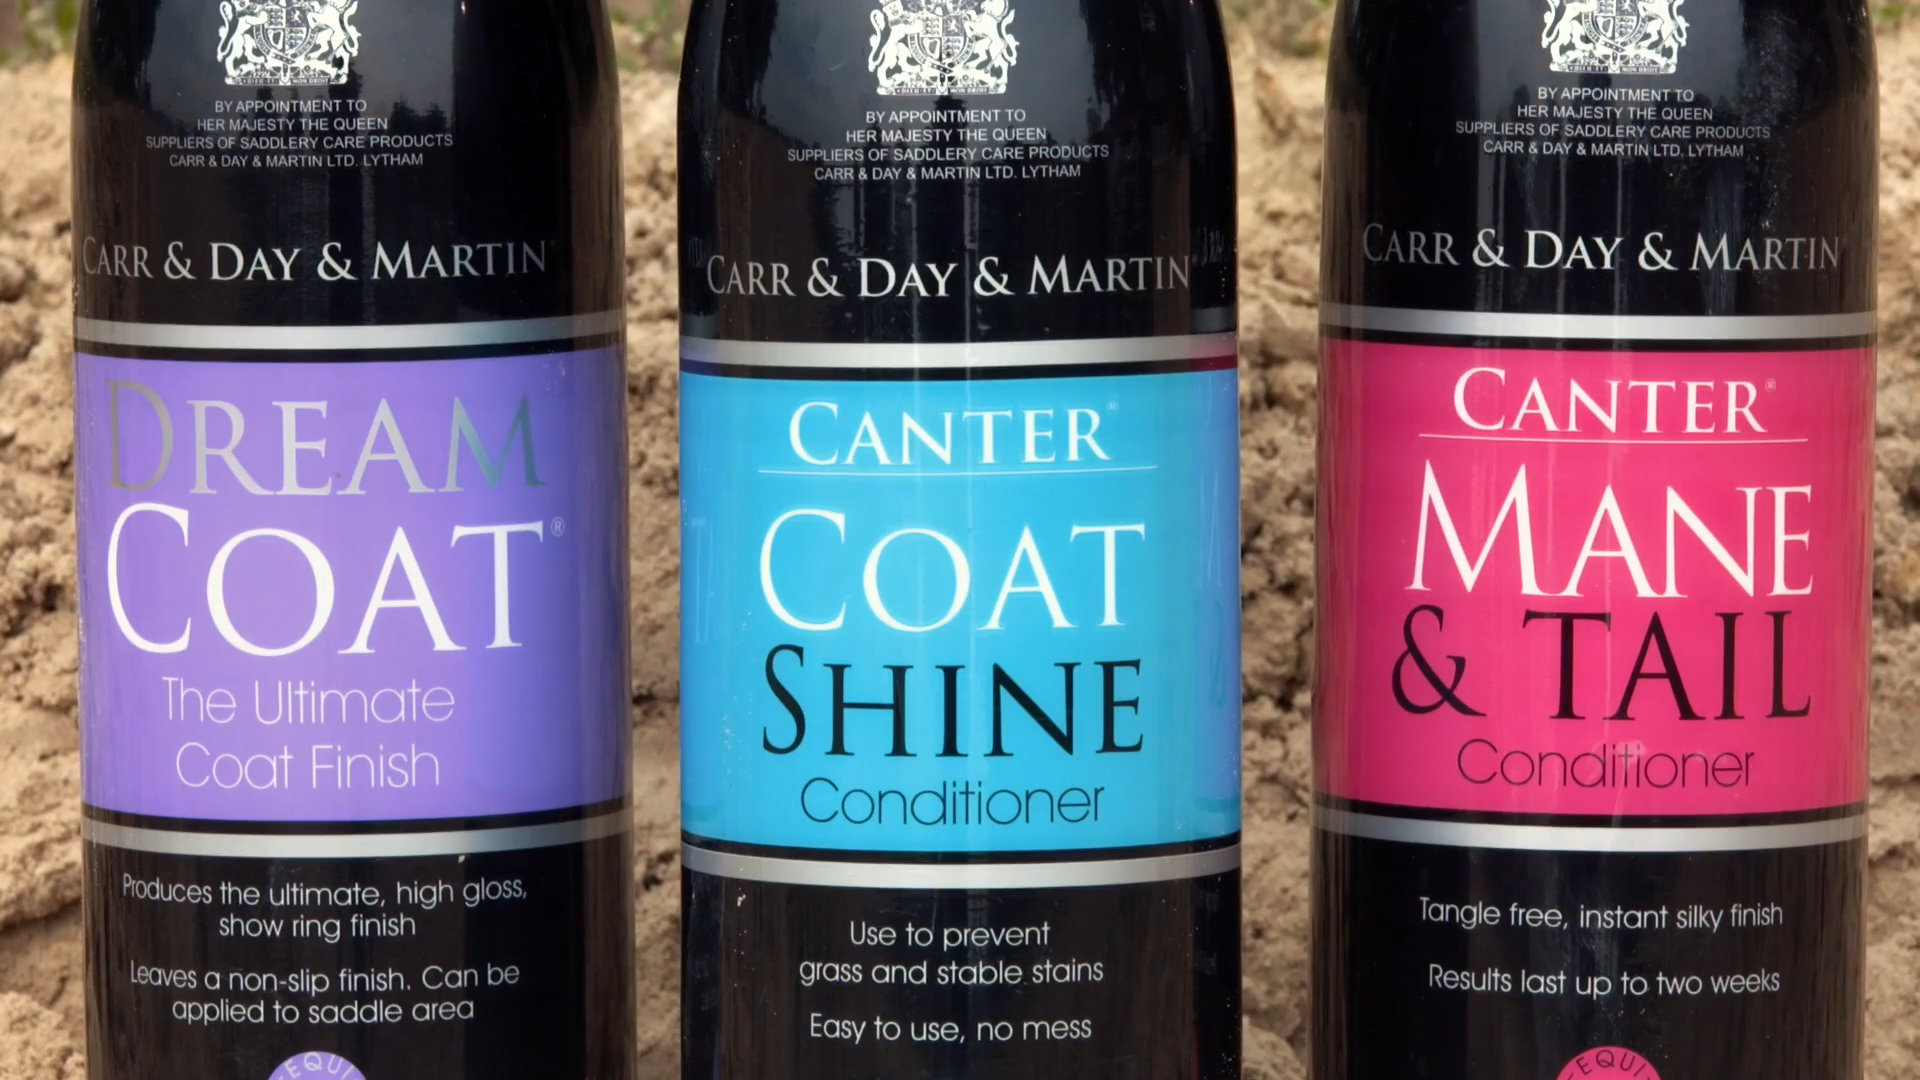 BY APPOINTMENT TO
HER MAJESTY THE QUEEN
SUPPLIERS OF SADDLERY CARE PRODUCTS
CARR & DAY & MARTIN LTD. LYTHAM
CARR & DAY & MARTIN
DREAM
COAT®
The Ultimate
Coat Finish
Produces the ultimate, high gloss,
show ring finish
Leaves a non-slip finish. Can be
applied to saddle area
EQUI
DIEU ET MON DROIT
BY APPOINTMENT TO
HER MAJESTY THE QUEEN
SUPPLIERS OF SADDLERY CARE PRODUCTS
CARR & DAY & MARTIN LTD. LYTHAM
CARR & DAY & MARTIN®
CANTER®
COAT
SHINE
Conditioner
Use to prevent
grass and stable stains
Easy to use, no mess
BY APPOINTMENT TO
HER MAJESTY THE QUEEN
SUPPLIERS OF SADDLERY CARE PRODUCTS
CARR & DAY & MARTIN LTD. LYTHAM
CARR & DAY & MARTIN
CANTER®
MANE
& TAIL
Conditioner
Tangle free, instant silky finish
Results last up to two weeks
EQUI